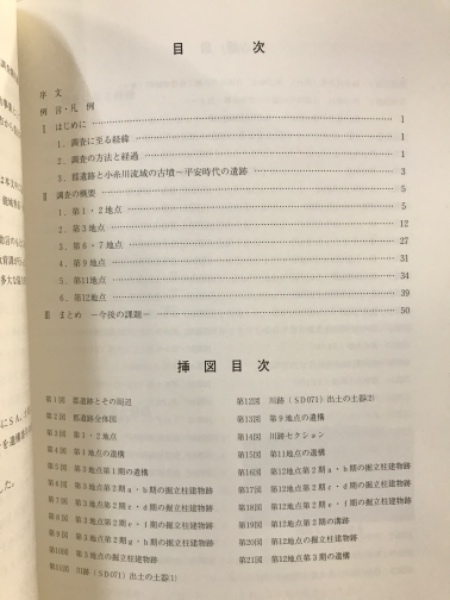 目次
序文
例言・凡例
Ⅰ はじめに 1
1. 調査に至る経緯 1
2. 調査の方法と経過 1
3. 郡遺跡と小糸川流域の古墳～平安時代の遺跡 3
Ⅱ 調査の概要 5
1. 第1・2地点 5
2. 第3地点 12
3. 第6・7地点 27
4. 第9地点 31
5. 第11地点 34
6. 第12地点 39
Ⅲ まとめ －今後の課題－ 50
挿図目次
第1図 郡遺跡とその周辺
第2図 郡遺跡全体図
第3図 第1・2地点
第4図 第1地点の遺構
第5図 第3地点第1期の遺構
第6図 第3地点第2期a・b期の掘立柱建物跡
第7図 第3地点第2期c・d期の掘立柱建物跡
第8図 第3地点第2期e・f期の掘立柱建物跡
第9図 第3地点第2期g・h期の掘立柱建物跡
第10図 第3地点の掘立柱建物跡
第11図 川跡（SD071）出土の土器(1)
第12図 川跡（SD071）出土の土器(2)
第13図 第9地点の遺構
第14図 川跡セクション
第15図 第11地点の遺構
第16図 第12地点第2期a・b期の掘立柱建物跡
第17図 第12地点第2期c・d期の掘立柱建物跡
第18図 第12地点第2期e・f期の掘立柱建物跡
第19図 第12地点第2期の溝跡
第20図 第12地点の掘立柱建物跡
第21図 第12地点第3期の遺構